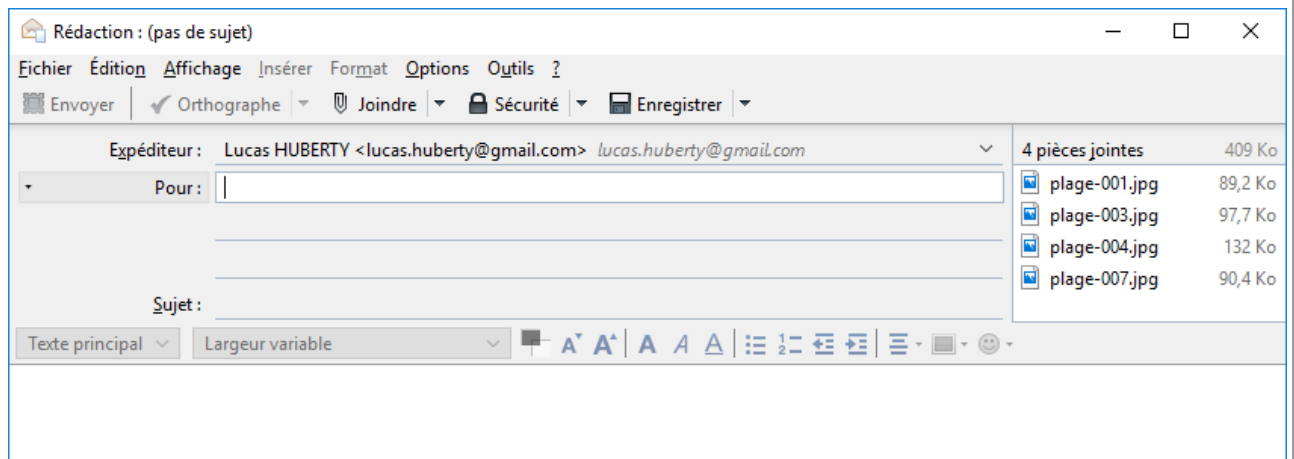 Rédaction : (pas de sujet)
Fichier Édition Affichage Insérer Format Options Outils ?
Envoyer Orthographe Joindre Sécurité Enregistrer
Expéditeur : Lucas HUBERTY <lucas.huberty@gmail.com> lucas.huberty@gmail.com
4 pièces jointes 409 Ko
Pour :
plage-001.jpg 89,2 Ko
plage-003.jpg 97,7 Ko
plage-004.jpg 132 Ko
plage-007.jpg 90,4 Ko
Sujet :
Texte principal Largeur variable A A A A A 1 2